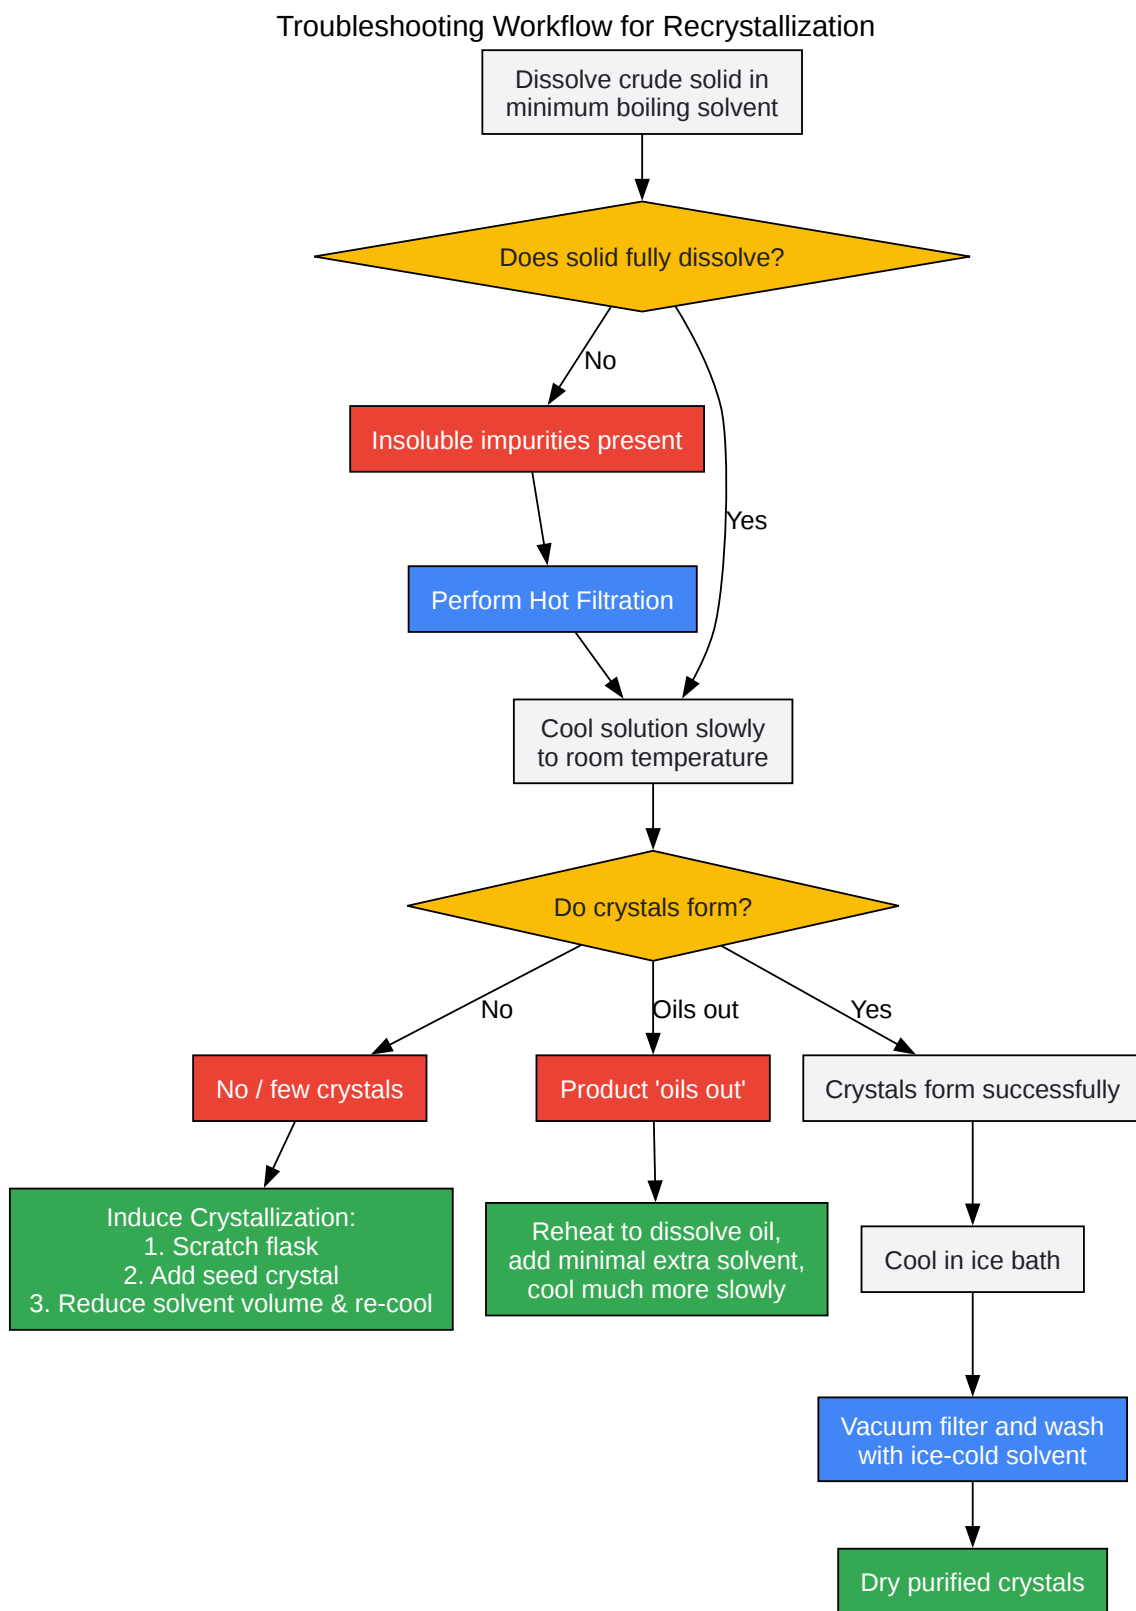 Troubleshooting Workflow for Recrystallization
Dissolve crude solid in
minimum boiling solvent
Does solid fully dissolve?
No
Insoluble impurities present
Yes
Perform Hot Filtration
Cool solution slowly
to room temperature
Do crystals form?
No
Oils out
Yes
No / few crystals
Product 'oils out'
Crystals form successfully
Induce Crystallization:
1. Scratch flask
2. Add seed crystal
3. Reduce solvent volume & re-cool
Reheat to dissolve oil,
add minimal extra solvent,
cool much more slowly
Cool in ice bath
Vacuum filter and wash
with ice-cold solvent
Dry purified crystals